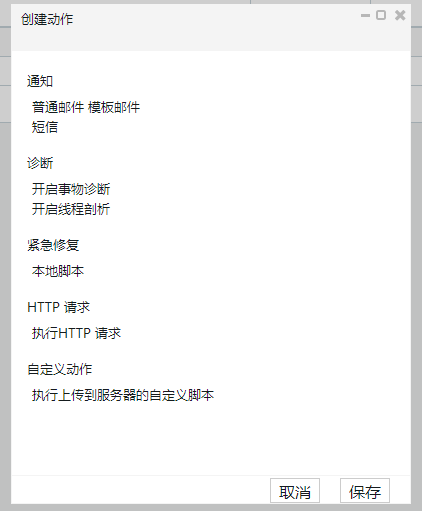 创建动作
通知
普通邮件 模板邮件
短信
诊断
开启事物诊断
开启线程剖析
紧急修复
本地脚本
HTTP 请求
执行HTTP 请求
自定义动作
执行上传到服务器的自定义脚本
取消 保存